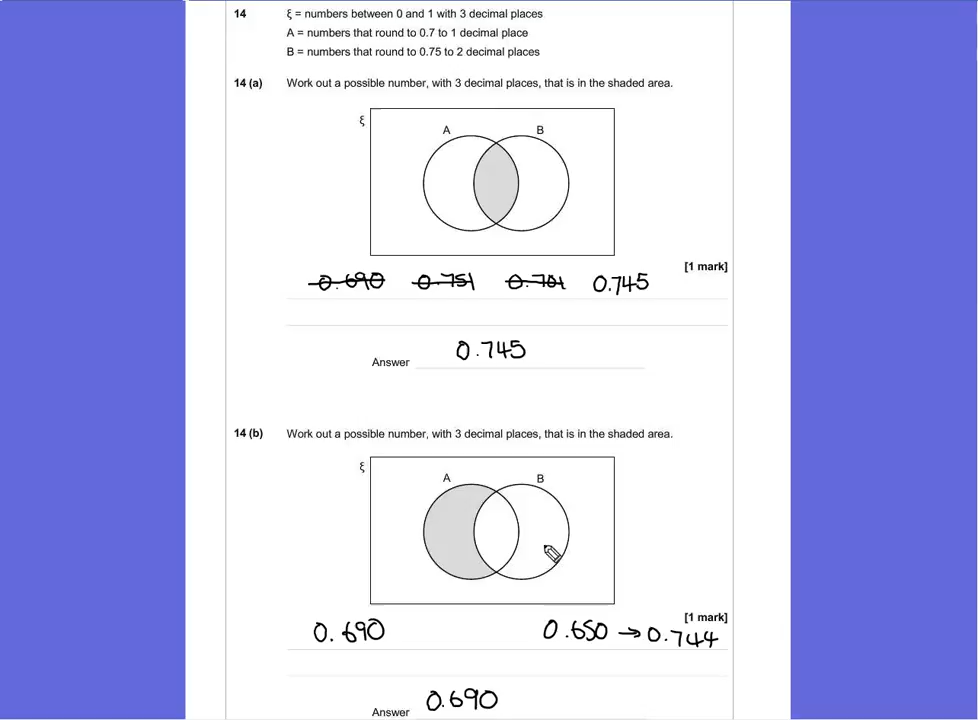 14 ξ = numbers between 0 and 1 with 3 decimal places
A = numbers that round to 0.7 to 1 decimal place
B = numbers that round to 0.75 to 2 decimal places
14 (a) Work out a possible number, with 3 decimal places, that is in the shaded area.
ξ
A B
[1 mark]
0.690 0.751 0.701 0.745
Answer 0.745
14 (b) Work out a possible number, with 3 decimal places, that is in the shaded area.
ξ
A B
[1 mark]
0.690 0.650 → 0.744
Answer 0.690